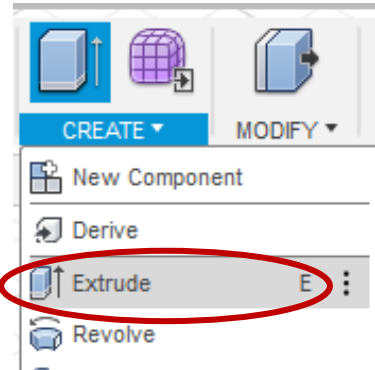 CREATE ▼ MODIFY ▼
New Component
Derive
Extrude E
Revolve